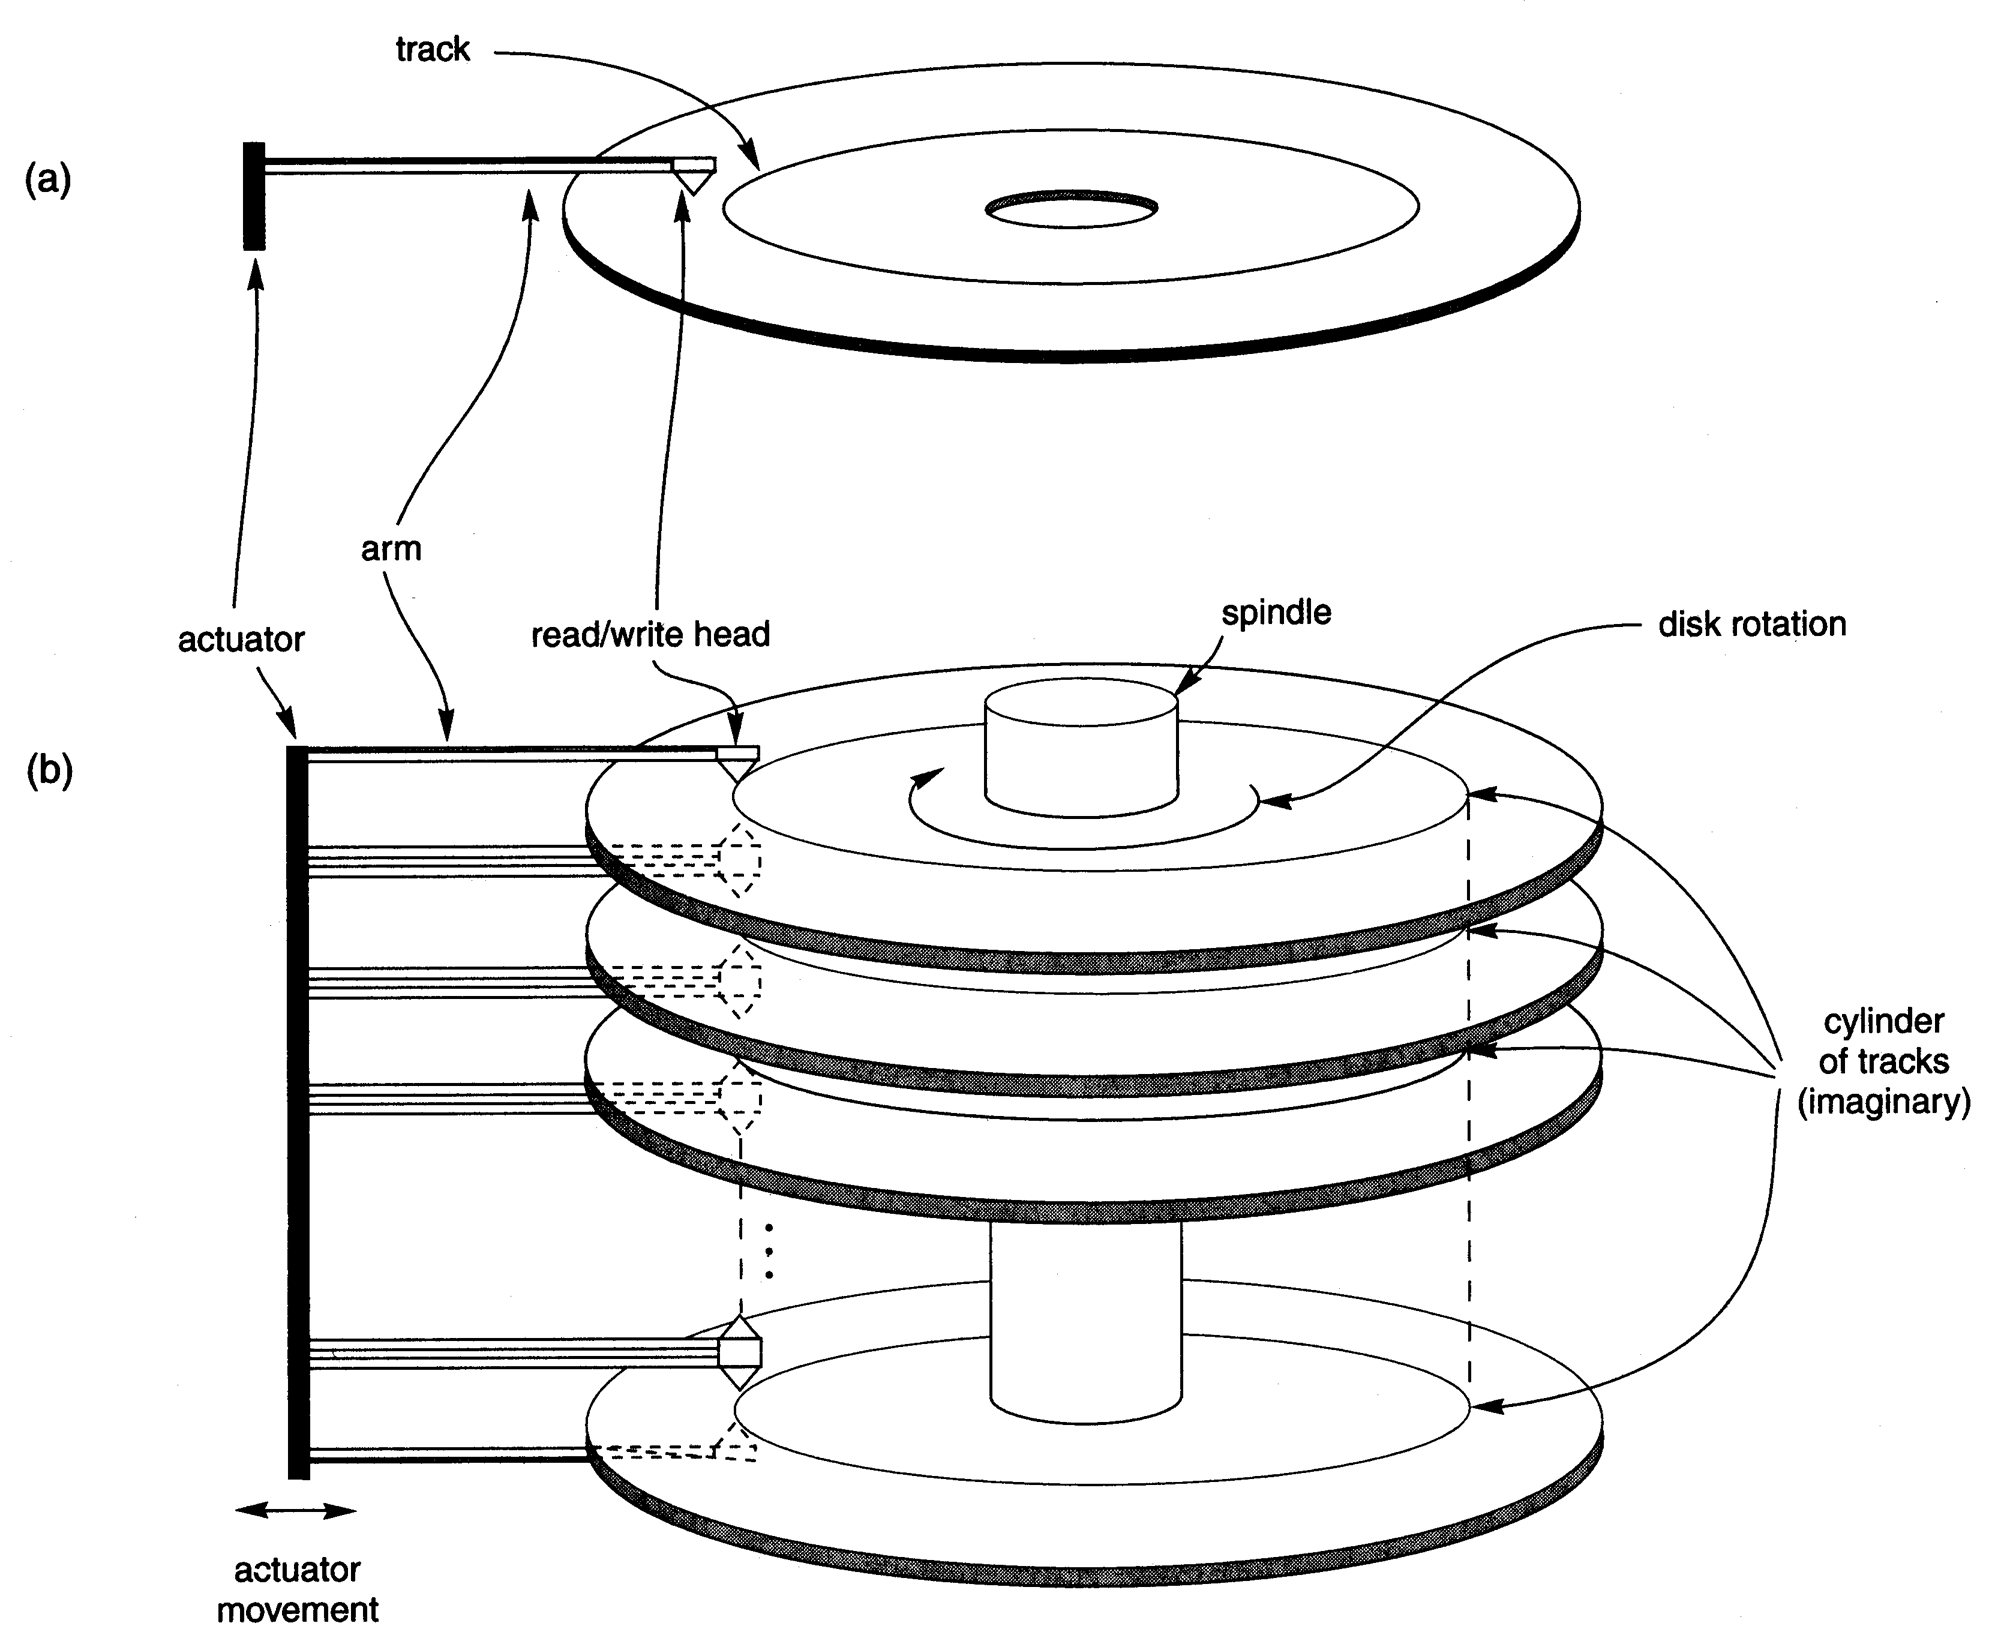 track
(a)
arm
actuator
read/write head
spindle
disk rotation
(b)
cylinder
of tracks
(imaginary)
actuator
movement